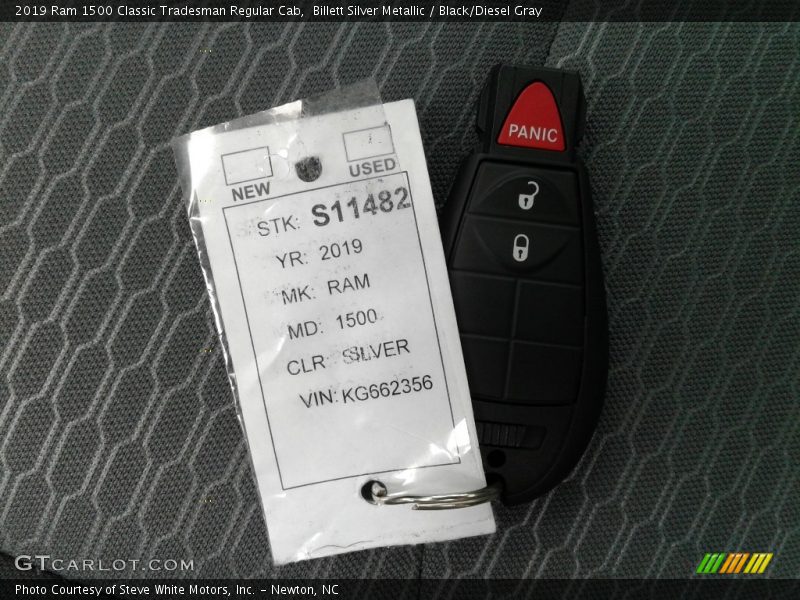 2019 Ram 1500 Classic Tradesman Regular Cab,  Billett Silver Metallic / Black/Diesel Gray
PANIC
NEW
USED
STK: S11482
YR: 2019
MK: RAM
MD: 1500
CLR: SILVER
VIN: KG662356
GTCARLOT.COM
Photo Courtesy of Steve White Motors, Inc. – Newton, NC